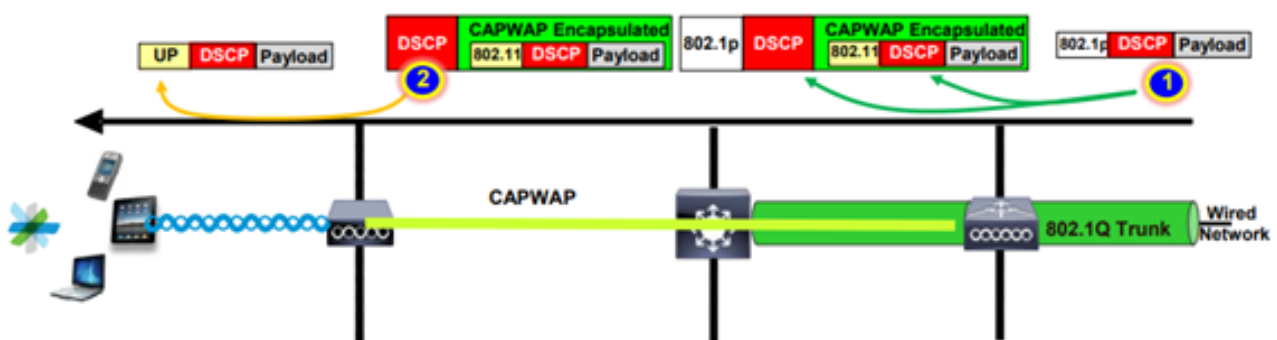 UP DSCP Payload
DSCP
CAPWAP Encapsulated
802.11 DSCP Payload
2
802.1p DSCP
CAPWAP Encapsulated
802.11 DSCP Payload
802.1p DSCP Payload
1
CAPWAP
802.1Q Trunk
Wired
Network